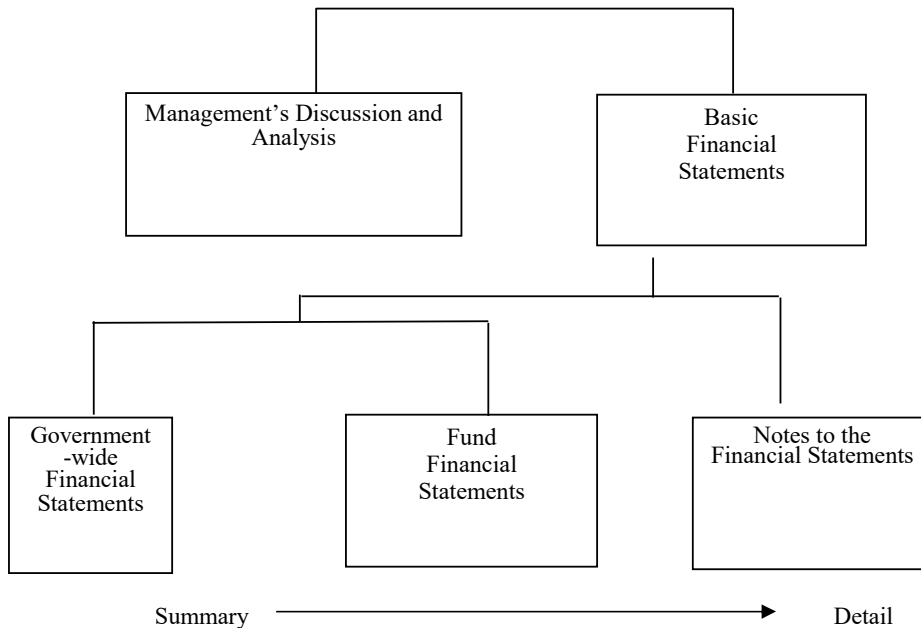 Management’s Discussion and
Analysis
Basic
Financial
Statements
Government
-wide
Financial
Statements
Fund
Financial
Statements
Notes to the
Financial Statements
Summary
Detail